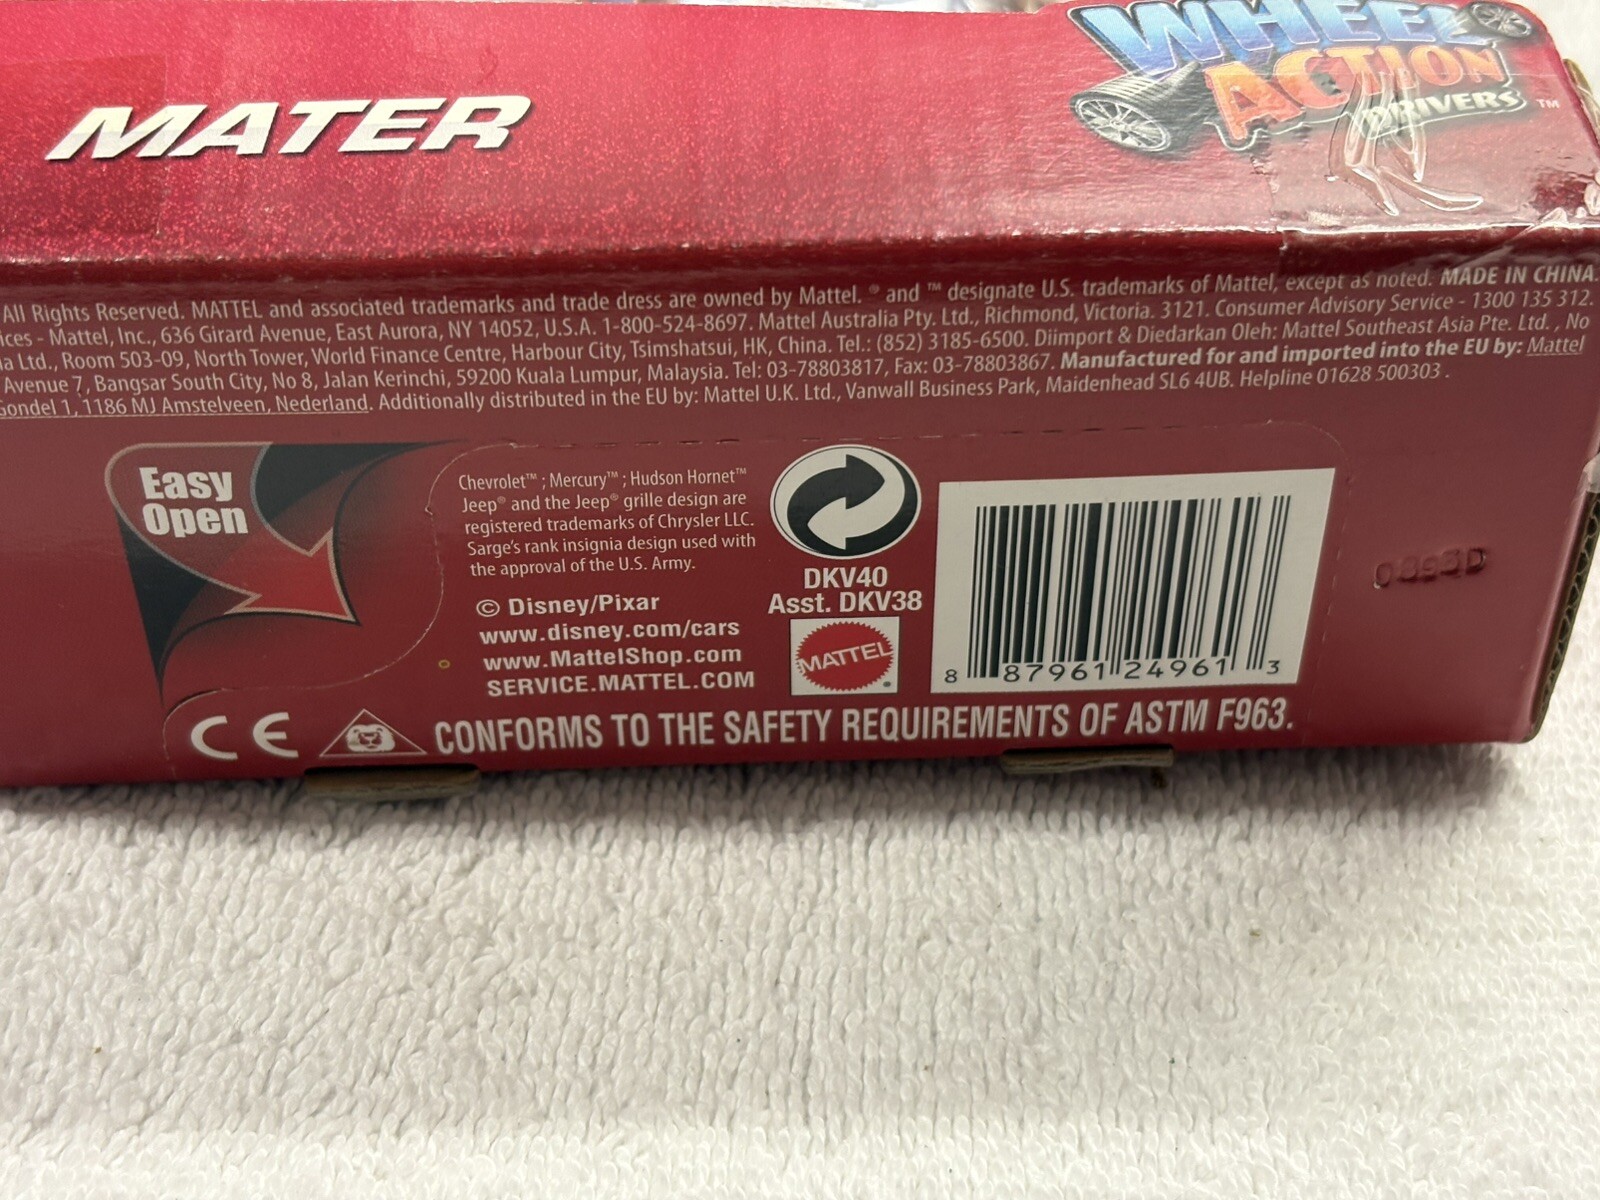 MATER
WHEEL
ACTION
DRIVERS™
All Rights Reserved. MATTEL and associated trademarks and trade dress are owned by Mattel. ® and ™ designate U.S. trademarks of Mattel, except as noted. MADE IN CHINA.
- Mattel, Inc., 636 Girard Avenue, East Aurora, NY 14052, U.S.A. 1-800-524-8697. Mattel Australia Pty. Ltd., Richmond, Victoria. 3121. Consumer Advisory Service - 1300 135 312.
Ltd., Room 503-09, North Tower, World Finance Centre, Harbour City, Tsimshatsui, HK, China. Tel.: (852) 3185-6500. Diimport & Diedarkan Oleh: Mattel Southeast Asia Pte. Ltd. , No
Avenue 7, Bangsar South City, No 8, Jalan Kerinchi, 59200 Kuala Lumpur, Malaysia. Tel: 03-78803817, Fax: 03-78803867. Manufactured for and imported into the EU by: Mattel
Gondel 1, 1186 MJ Amstelveen, Nederland. Additionally distributed in the EU by: Mattel U.K. Ltd., Vanwall Business Park, Maidenhead SL6 4UB. Helpline 01628 500303 .
Easy
Open
Chevrolet™ ; Mercury™ ; Hudson Hornet™
Jeep® and the Jeep® grille design are
registered trademarks of Chrysler LLC.
Sarge's rank insignia design used with
the approval of the U.S. Army.
© Disney/Pixar
www.disney.com/cars
www.MattelShop.com
SERVICE.MATTEL.COM
DKV40
Asst. DKV38
MATTEL®
8 87961 24961 3
CE
CONFORMS TO THE SAFETY REQUIREMENTS OF ASTM F963.